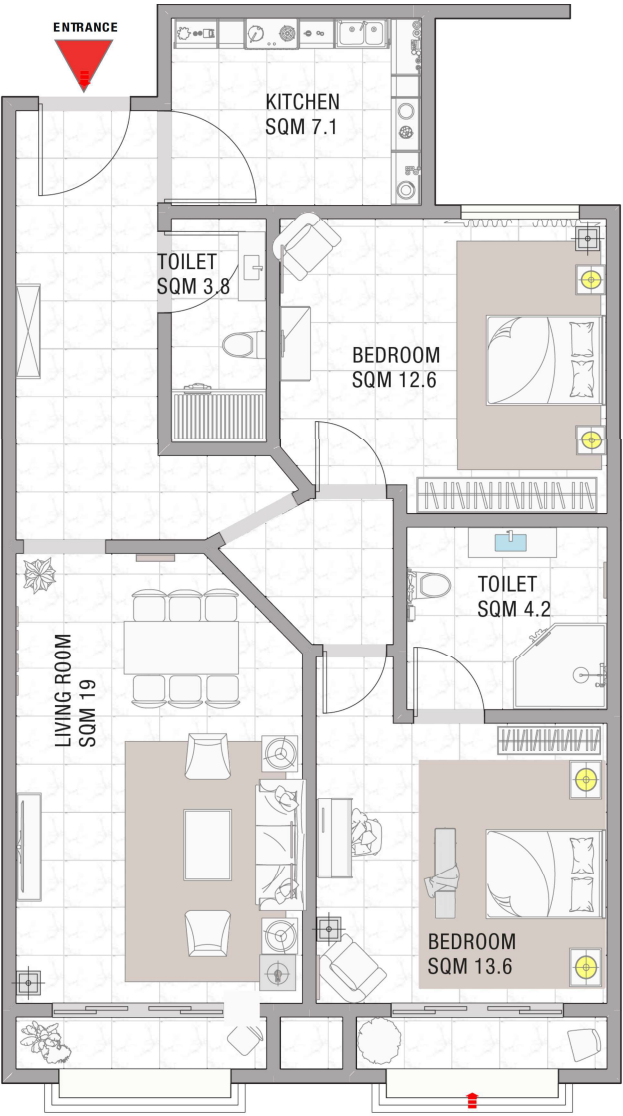 ENTRANCE
KITCHEN
SQM 7.1
TOILET
SQM 3.8
BEDROOM
SQM 12.6
TOILET
SQM 4.2
LIVING ROOM
SQM 19
BEDROOM
SQM 13.6